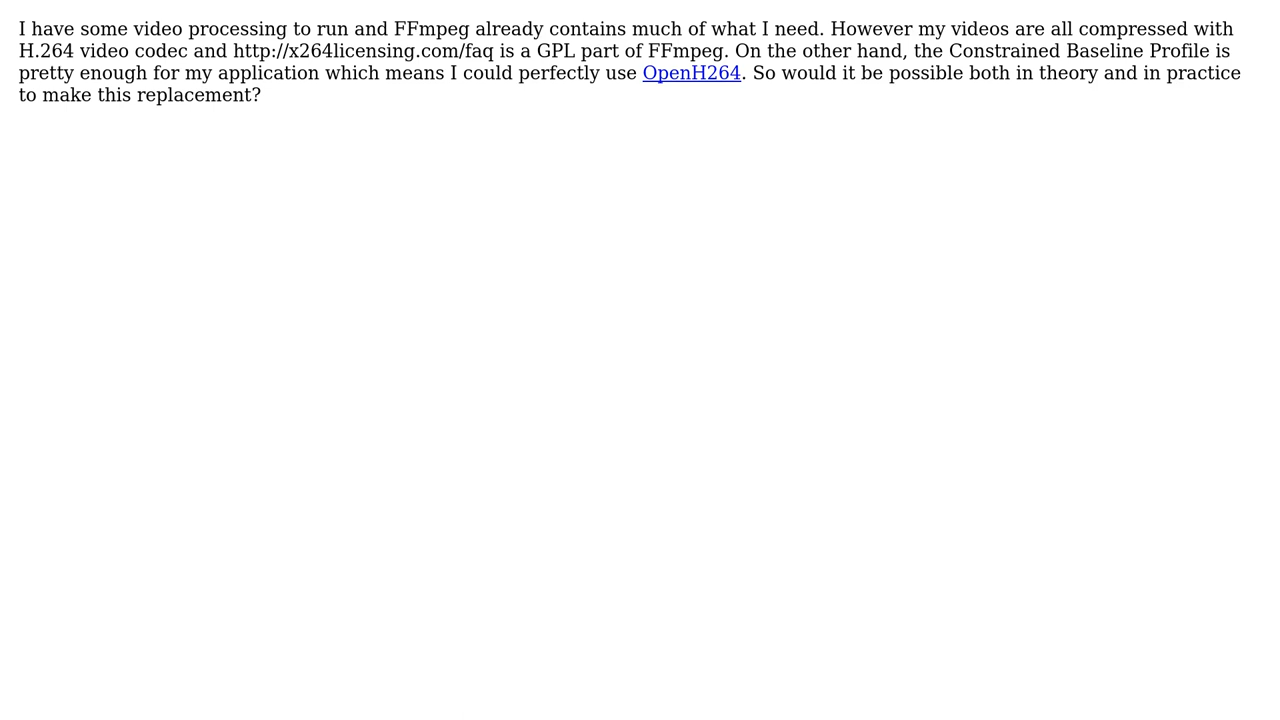 I have some video processing to run and FFmpeg already contains much of what I need. However my videos are all compressed with
H.264 video codec and http://x264licensing.com/faq is a GPL part of FFmpeg. On the other hand, the Constrained Baseline Profile is
pretty enough for my application which means I could perfectly use OpenH264. So would it be possible both in theory and in practice
to make this replacement?